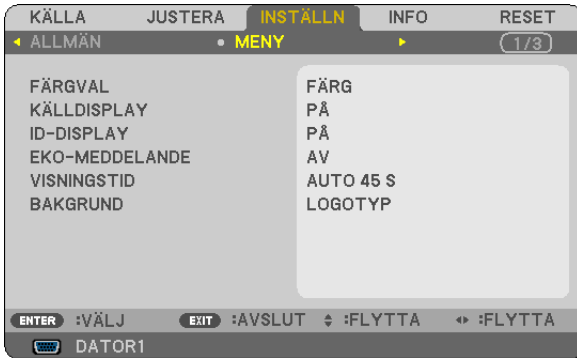 KÄLLA JUSTERA INSTÄLLN INFO RESET
ALLMÄN • MENY 1/3
FÄRGVAL FÄRG
KÄLLDISPLAY PÅ
ID-DISPLAY PÅ
EKO-MEDDELANDE AV
VISNINGSTID AUTO 45 S
BAKGRUND LOGOTYP
ENTER :VÄLJ EXIT :AVSLUT :FLYTTA :FLYTTA
DATOR1